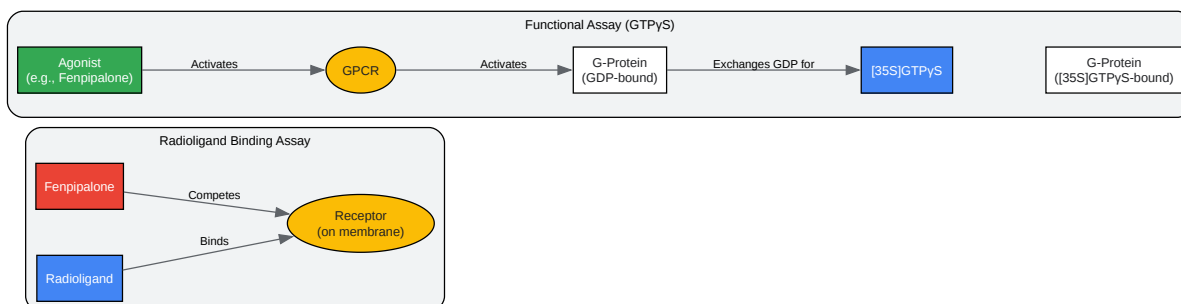 Functional Assay (GTPγS)
Agonist
(e.g., Fenpipalone)
Activates
GPCR
Activates
G-Protein
(GDP-bound)
Exchanges GDP for
[35S]GTPγS
G-Protein
([35S]GTPγS-bound)
Radioligand Binding Assay
Fenpipalone
Competes
Receptor
(on membrane)
Binds
Radioligand